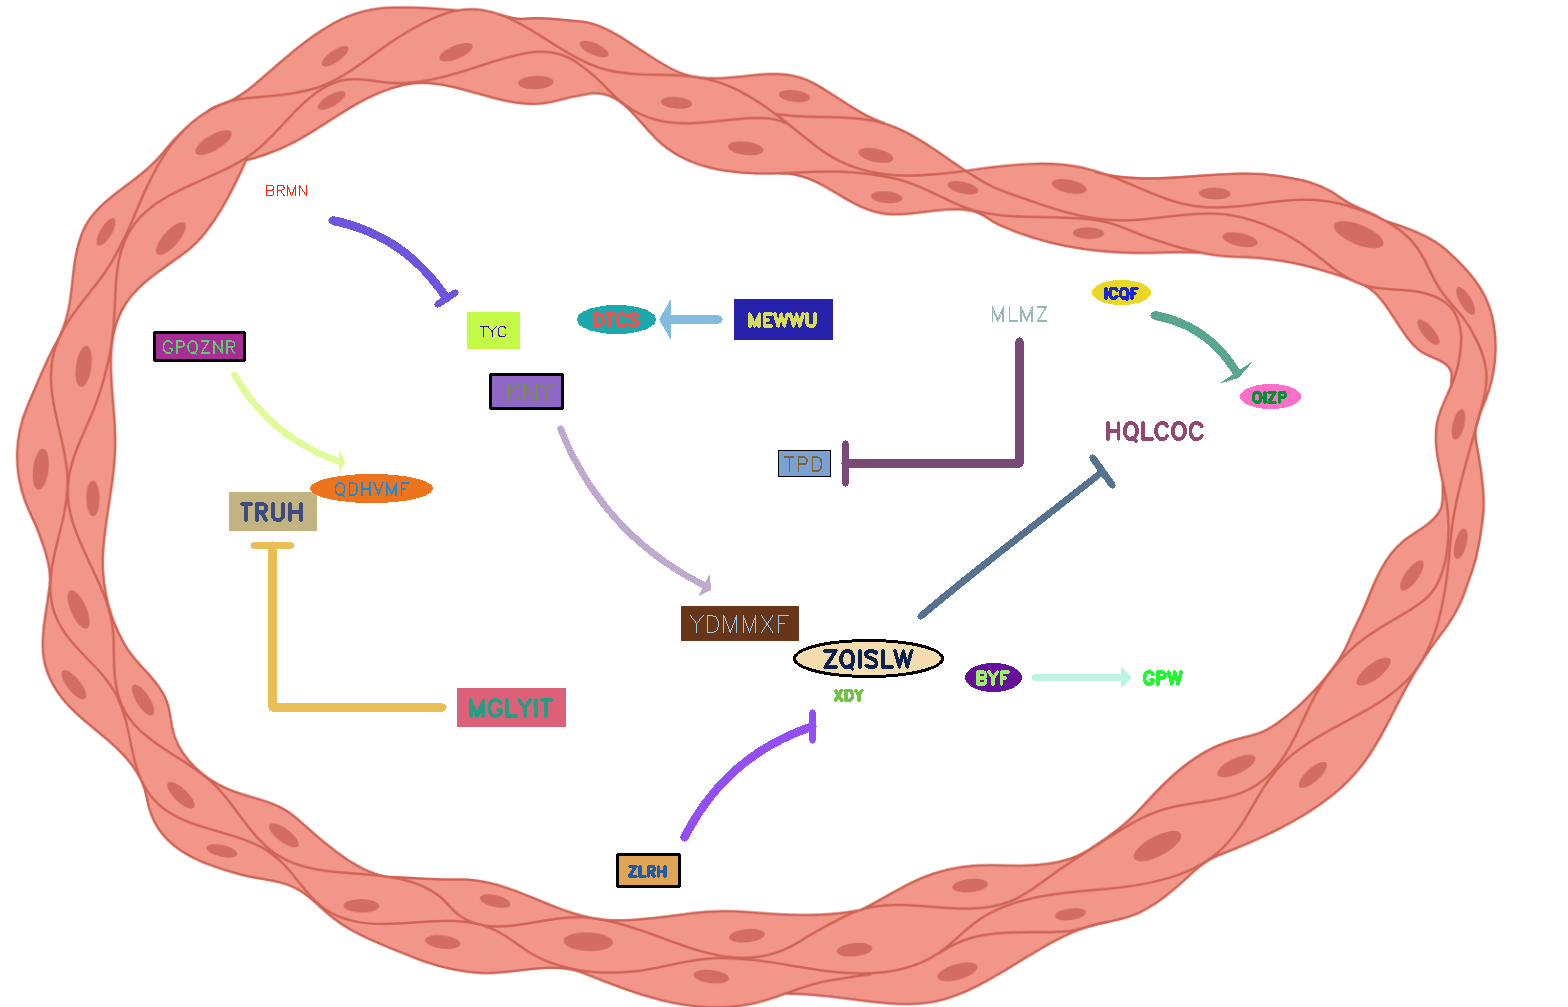 BRMN
ICQF
MLMZ
DTCS
MEWWU
TYC
GPQZNR
KNY
OIZP
HQLCOC
TPD
QDHVMF
TRUH
YDMMXF
ZQISLW
BYF
GPW
XDY
MGLYIT
ZLRH